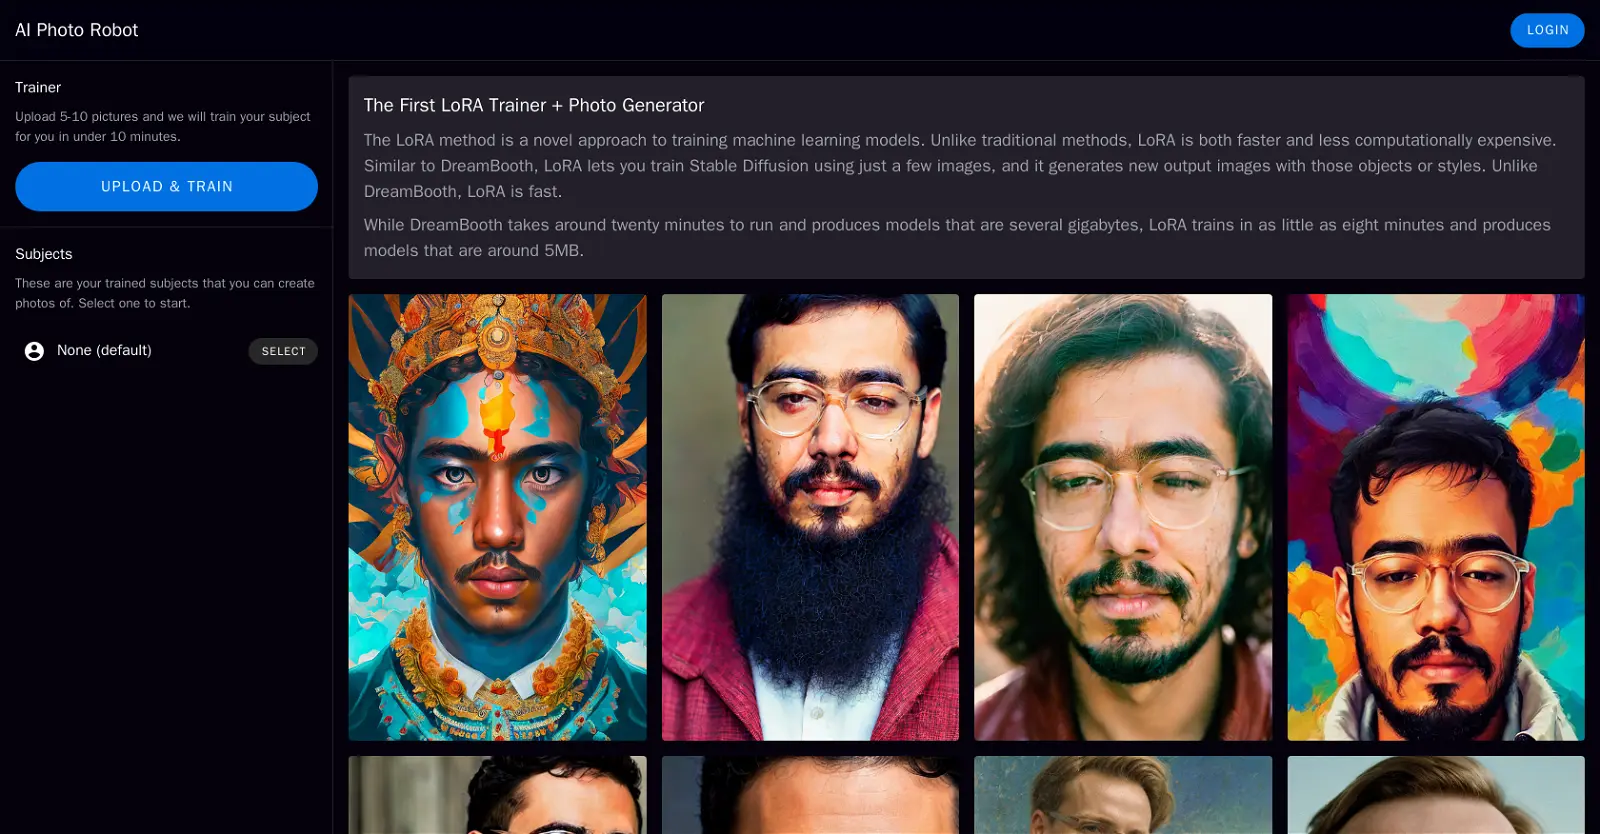 AI Photo Robot
LOGIN
Trainer
Upload 5-10 pictures and we will train your subject
for you in under 10 minutes.
UPLOAD & TRAIN
Subjects
These are your trained subjects that you can create
photos of. Select one to start.
None (default)
SELECT
The First LoRA Trainer + Photo Generator
The LoRA method is a novel approach to training machine learning models. Unlike traditional methods, LoRA is both faster and less computationally expensive.
Similar to DreamBooth, LoRA lets you train Stable Diffusion using just a few images, and it generates new output images with those objects or styles. Unlike
DreamBooth, LoRA is fast.
While DreamBooth takes around twenty minutes to run and produces models that are several gigabytes, LoRA trains in as little as eight minutes and produces
models that are around 5MB.